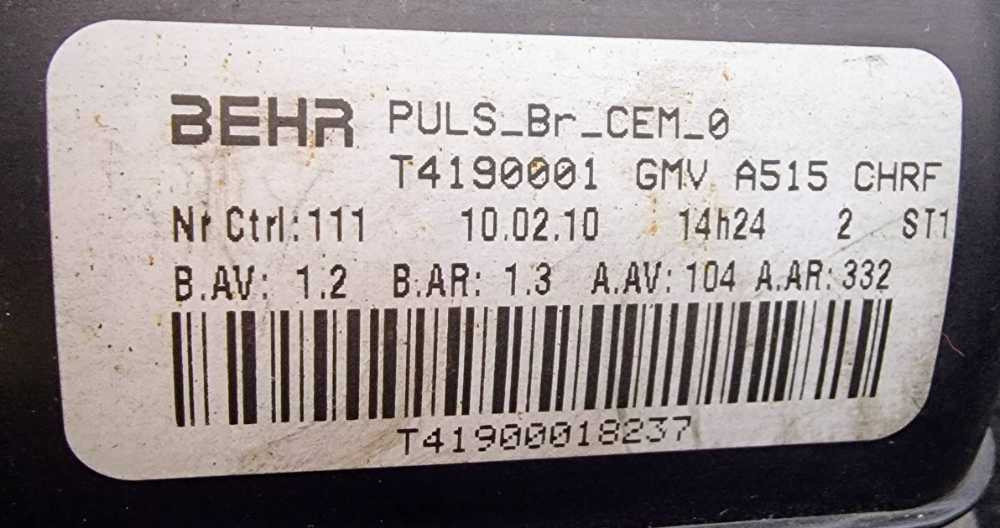 BEHR PULS_Br_CEM_0
T4190001 GMV A515 CHRF
Nr Ctrl:111 10.02.10 14h24 2 ST1
B.AV: 1.2 B.AR: 1.3 A.AV: 104 A.AR: 332
T41900018237